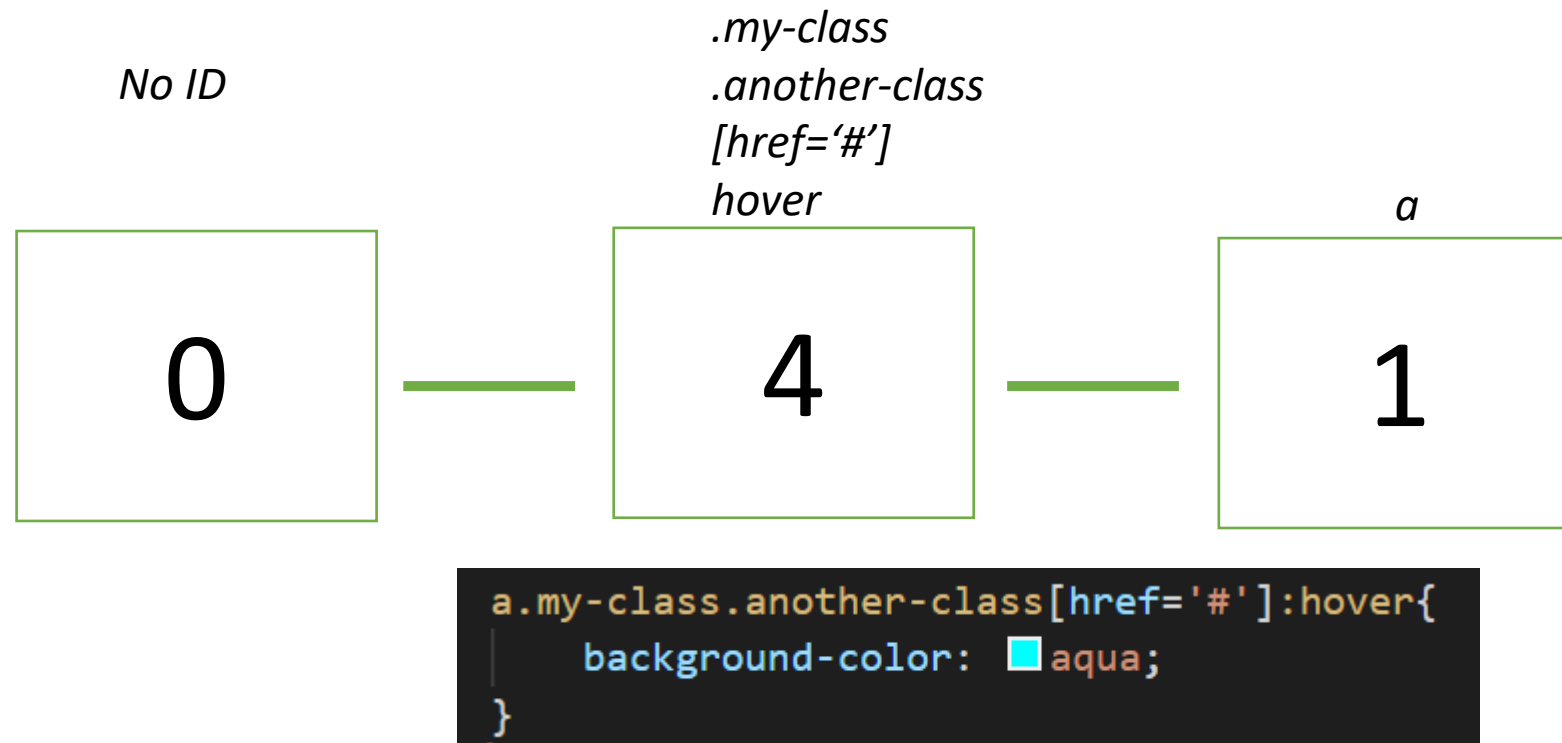 No ID
.my-class
.another-class
[href=‘#’]
hover
a
0
4
1
a.my-class.another-class[href='#']:hover{
background-color: aqua;
}